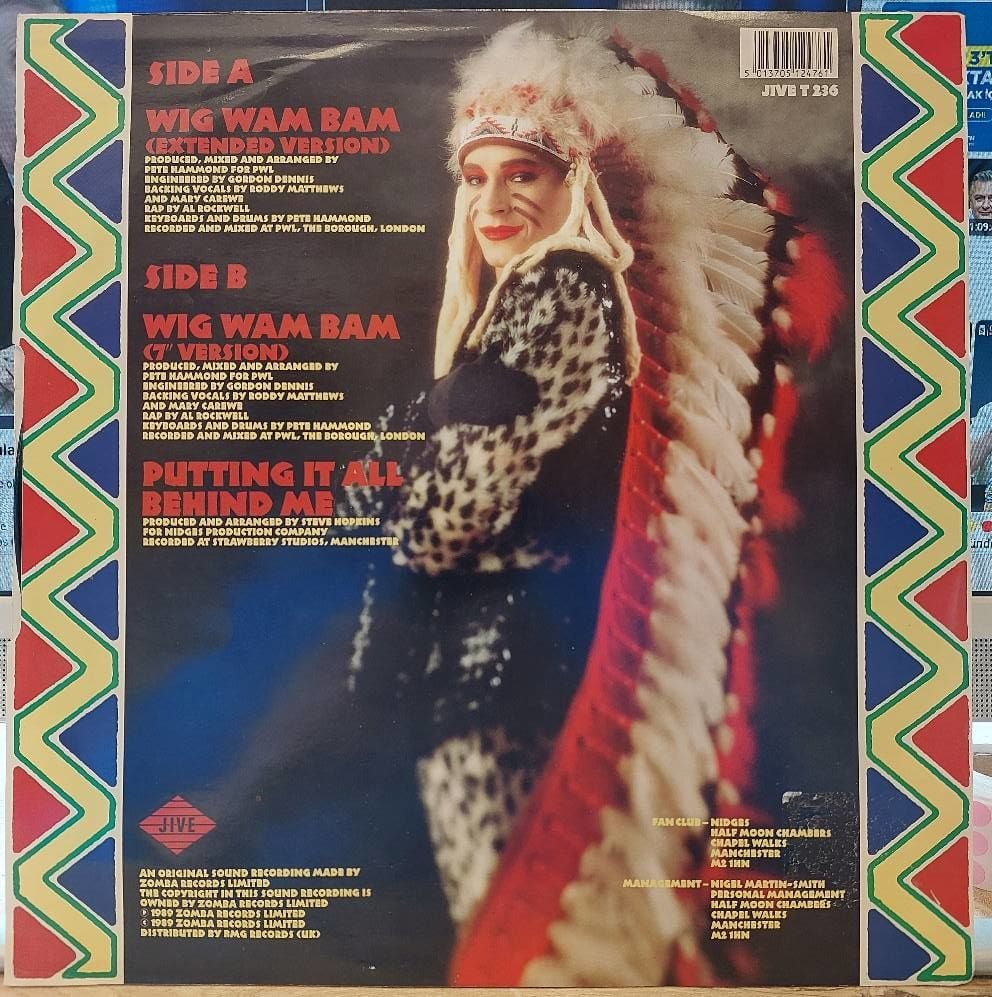 SIDE A
WIG WAM BAM
(EXTENDED VERSION)
PRODUCED, MIXED AND ARRANGED BY
PETE HAMMOND FOR PWL
ENGINEERED BY GORDON DENNIS
BACKING VOCALS BY RODDY MATTHEWS
AND MARY CAREWE
RAP BY AL ROCKWELL
KEYBOARDS AND DRUMS BY PETE HAMMOND
RECORDED AND MIXED AT PWL, THE BOROUGH, LONDON
SIDE B
WIG WAM BAM
(7" VERSION)
PRODUCED, MIXED AND ARRANGED BY
PETE HAMMOND FOR PWL
ENGINEERED BY GORDON DENNIS
BACKING VOCALS BY RODDY MATTHEWS
AND MARY CAREWE
RAP BY AL ROCKWELL
KEYBOARDS AND DRUMS BY PETE HAMMOND
RECORDED AND MIXED AT PWL, THE BOROUGH, LONDON
PUTTING IT ALL
BEHIND ME
PRODUCED AND ARRANGED BY STEVE HOPKINS
FOR NIDGES PRODUCTION COMPANY
RECORDED AT STRAWBERRY STUDIOS, MANCHESTER
5 013705 124761
JIVE T 236
JIVE
AN ORIGINAL SOUND RECORDING MADE BY
ZOMBA RECORDS LIMITED
THE COPYRIGHT IN THIS SOUND RECORDING IS
OWNED BY ZOMBA RECORDS LIMITED
℗ 1989 ZOMBA RECORDS LIMITED
© 1989 ZOMBA RECORDS LIMITED
DISTRIBUTED BY BMG RECORDS (UK)
FAN CLUB – NIDGES
HALF MOON CHAMBERS
CHAPEL WALKS
MANCHESTER
M2 1HN
MANAGEMENT – NIGEL MARTIN-SMITH
PERSONAL MANAGEMENT
HALF MOON CHAMBERS
CHAPEL WALKS
MANCHESTER
M2 1HN